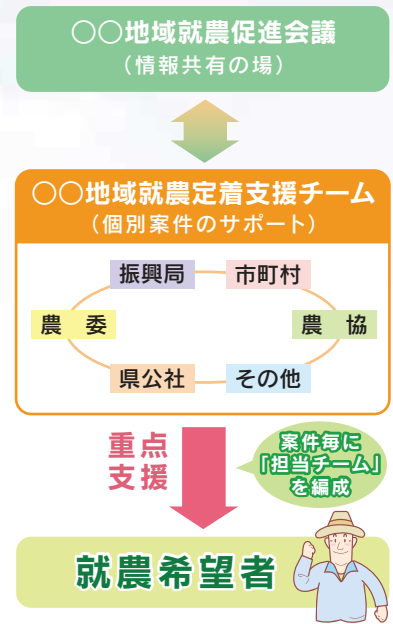 ○○地域就農促進会議
（情報共有の場）
○○地域就農定着支援チーム
（個別案件のサポート）
振興局
市町村
農　委
農　協
県公社
その他
重点
支援
案件毎に
「担当チーム」
を編成
就農希望者